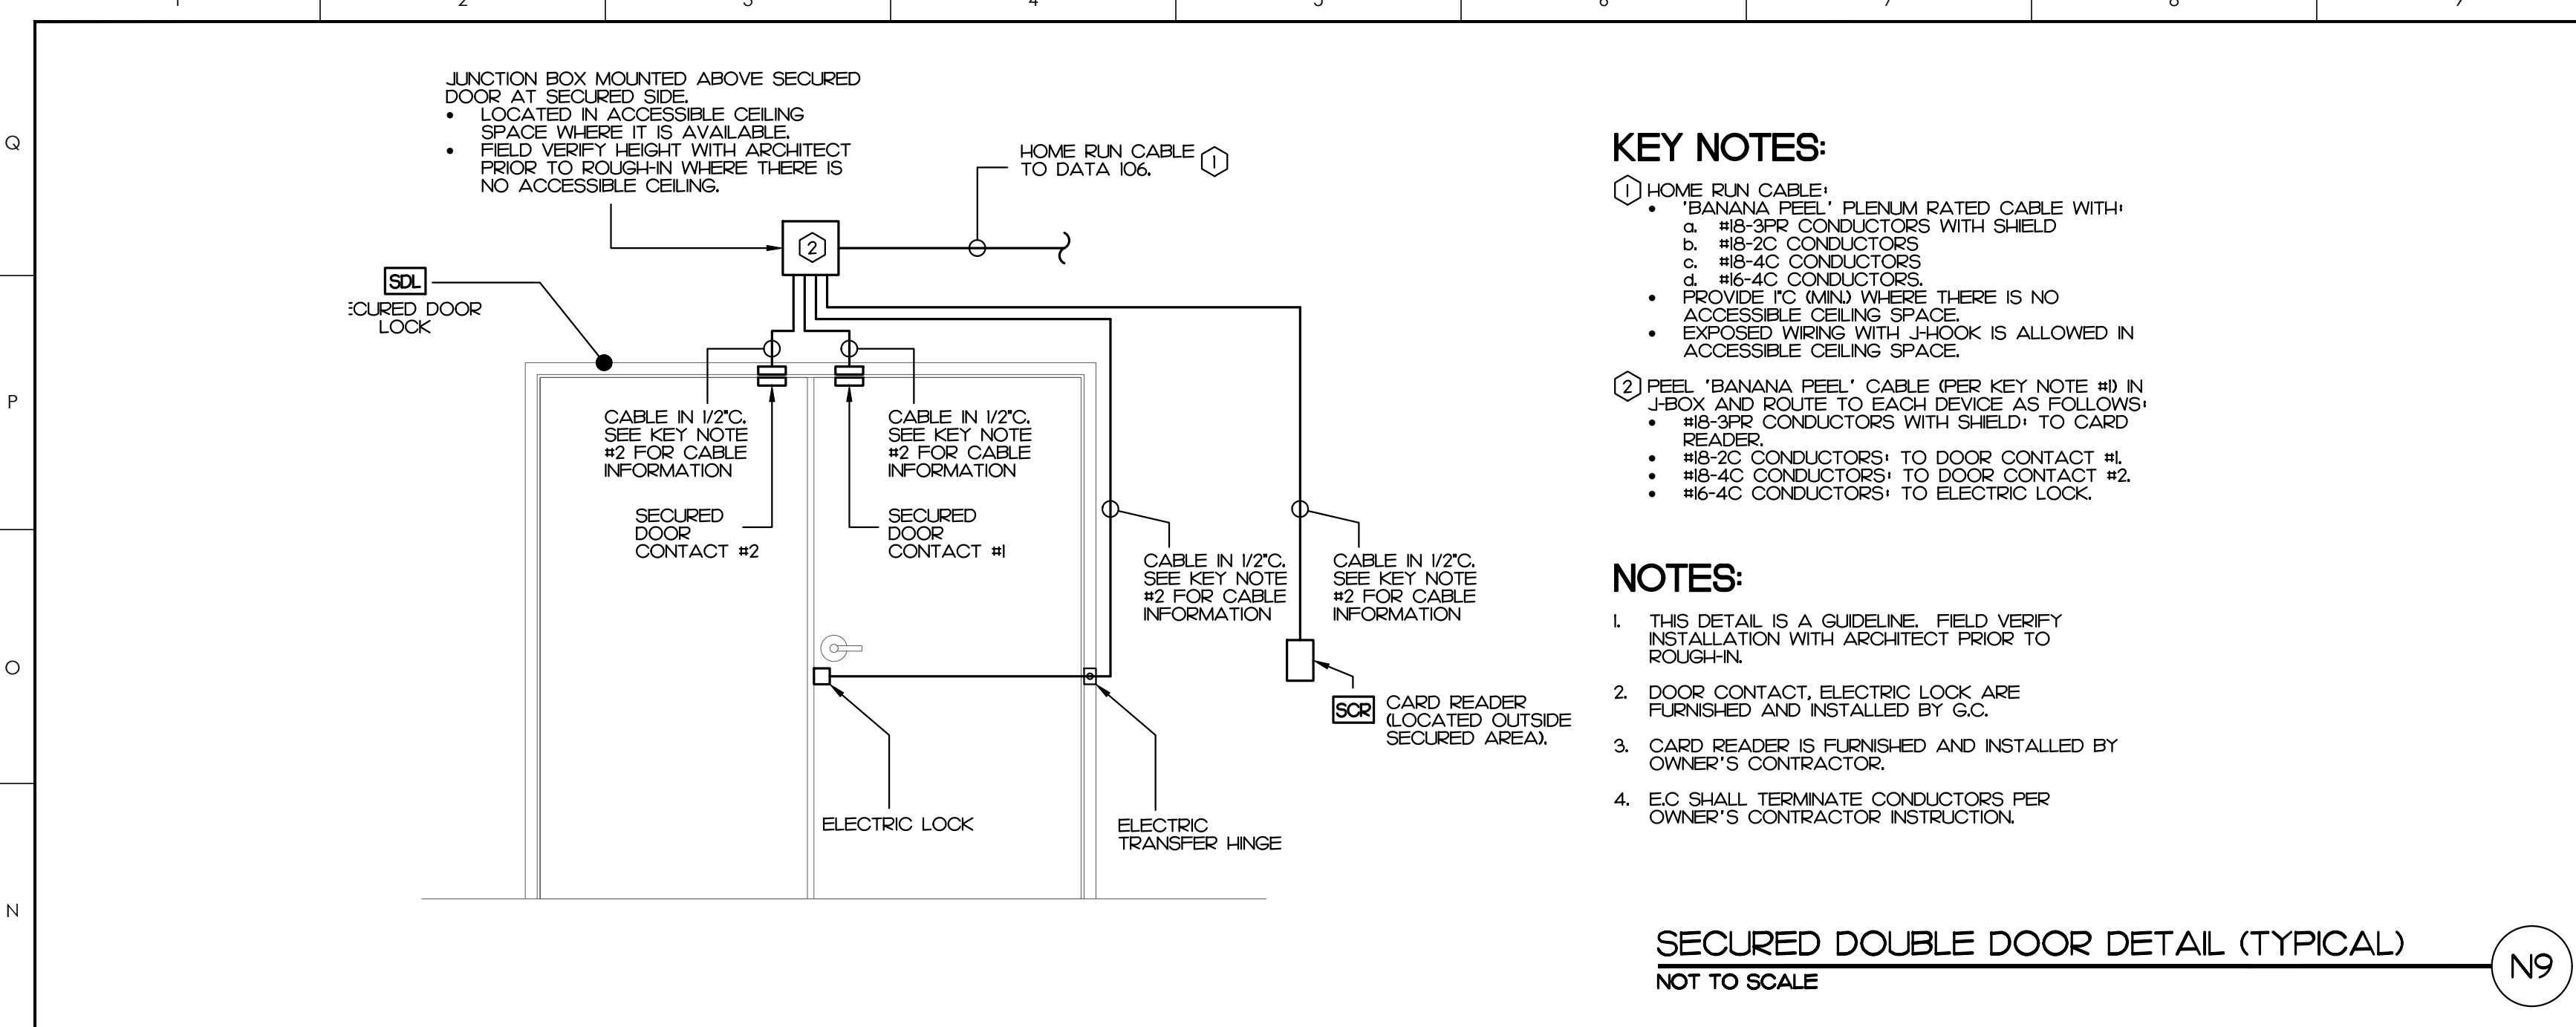 JUNCTION BOX MOUNTED ABOVE SECURED
DOOR AT SECURED SIDE.
• LOCATED IN ACCESSIBLE CEILING
SPACE WHERE IT IS AVAILABLE.
• FIELD VERIFY HEIGHT WITH ARCHITECT
PRIOR TO ROUGH-IN WHERE THERE IS
NO ACCESSIBLE CEILING.
HOME RUN CABLE 1
TO DATA 106.
2
SDL
ECURED DOOR
LOCK
CABLE IN 1/2"C.
SEE KEY NOTE
#2 FOR CABLE
INFORMATION
CABLE IN 1/2"C.
SEE KEY NOTE
#2 FOR CABLE
INFORMATION
SECURED
DOOR
CONTACT #2
SECURED
DOOR
CONTACT #1
CABLE IN 1/2"C.
SEE KEY NOTE
#2 FOR CABLE
INFORMATION
CABLE IN 1/2"C.
SEE KEY NOTE
#2 FOR CABLE
INFORMATION
SCR
CARD READER
(LOCATED OUTSIDE
SECURED AREA).
ELECTRIC LOCK
ELECTRIC
TRANSFER HINGE
KEY NOTES:
1 HOME RUN CABLE:
• 'BANANA PEEL' PLENUM RATED CABLE WITH:
a. #18-3PR CONDUCTORS WITH SHIELD
b. #18-2C CONDUCTORS
c. #18-4C CONDUCTORS
d. #16-4C CONDUCTORS.
• PROVIDE 1"C (MIN.) WHERE THERE IS NO
ACCESSIBLE CEILING SPACE.
• EXPOSED WIRING WITH J-HOOK IS ALLOWED IN
ACCESSIBLE CEILING SPACE.
2 PEEL 'BANANA PEEL' CABLE (PER KEY NOTE #1) IN
J-BOX AND ROUTE TO EACH DEVICE AS FOLLOWS:
• #18-3PR CONDUCTORS WITH SHIELD: TO CARD
READER.
• #18-2C CONDUCTORS: TO DOOR CONTACT #1.
• #18-4C CONDUCTORS: TO DOOR CONTACT #2.
• #16-4C CONDUCTORS: TO ELECTRIC LOCK.
NOTES:
1. THIS DETAIL IS A GUIDELINE. FIELD VERIFY
INSTALLATION WITH ARCHITECT PRIOR TO
ROUGH-IN.
2. DOOR CONTACT, ELECTRIC LOCK ARE
FURNISHED AND INSTALLED BY G.C.
3. CARD READER IS FURNISHED AND INSTALLED BY
OWNER'S CONTRACTOR.
4. E.C SHALL TERMINATE CONDUCTORS PER
OWNER'S CONTRACTOR INSTRUCTION.
SECURED DOUBLE DOOR DETAIL (TYPICAL)
NOT TO SCALE
N9
Q
P
O
N